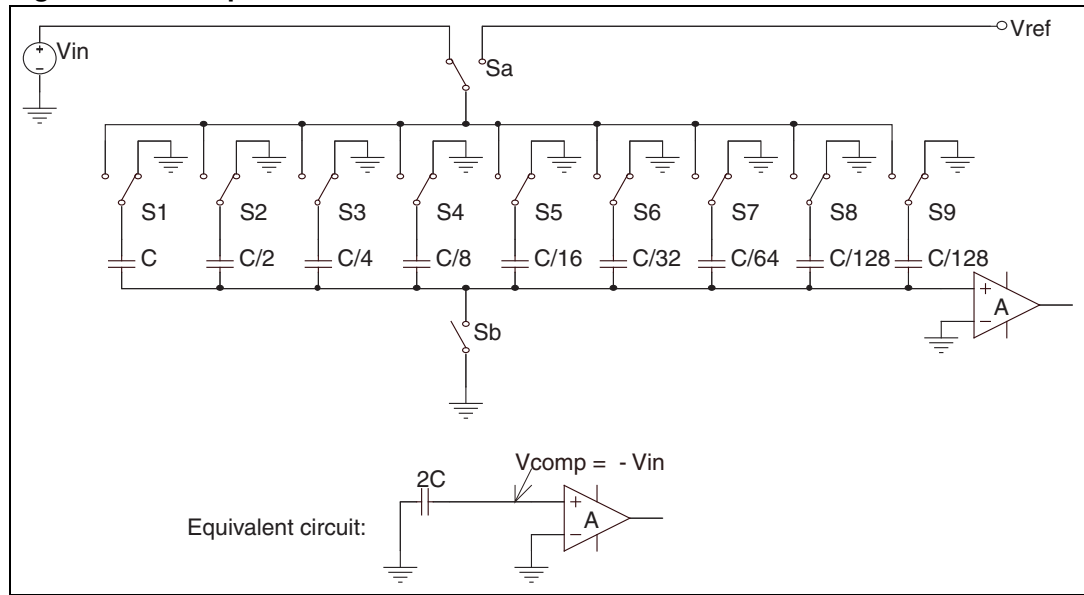 Vin
Vref
Sa
S1 S2 S3 S4 S5 S6 S7 S8 S9
C C/2 C/4 C/8 C/16 C/32 C/64 C/128 C/128
A
Sb
Vcomp = - Vin
2C
A
Equivalent circuit: